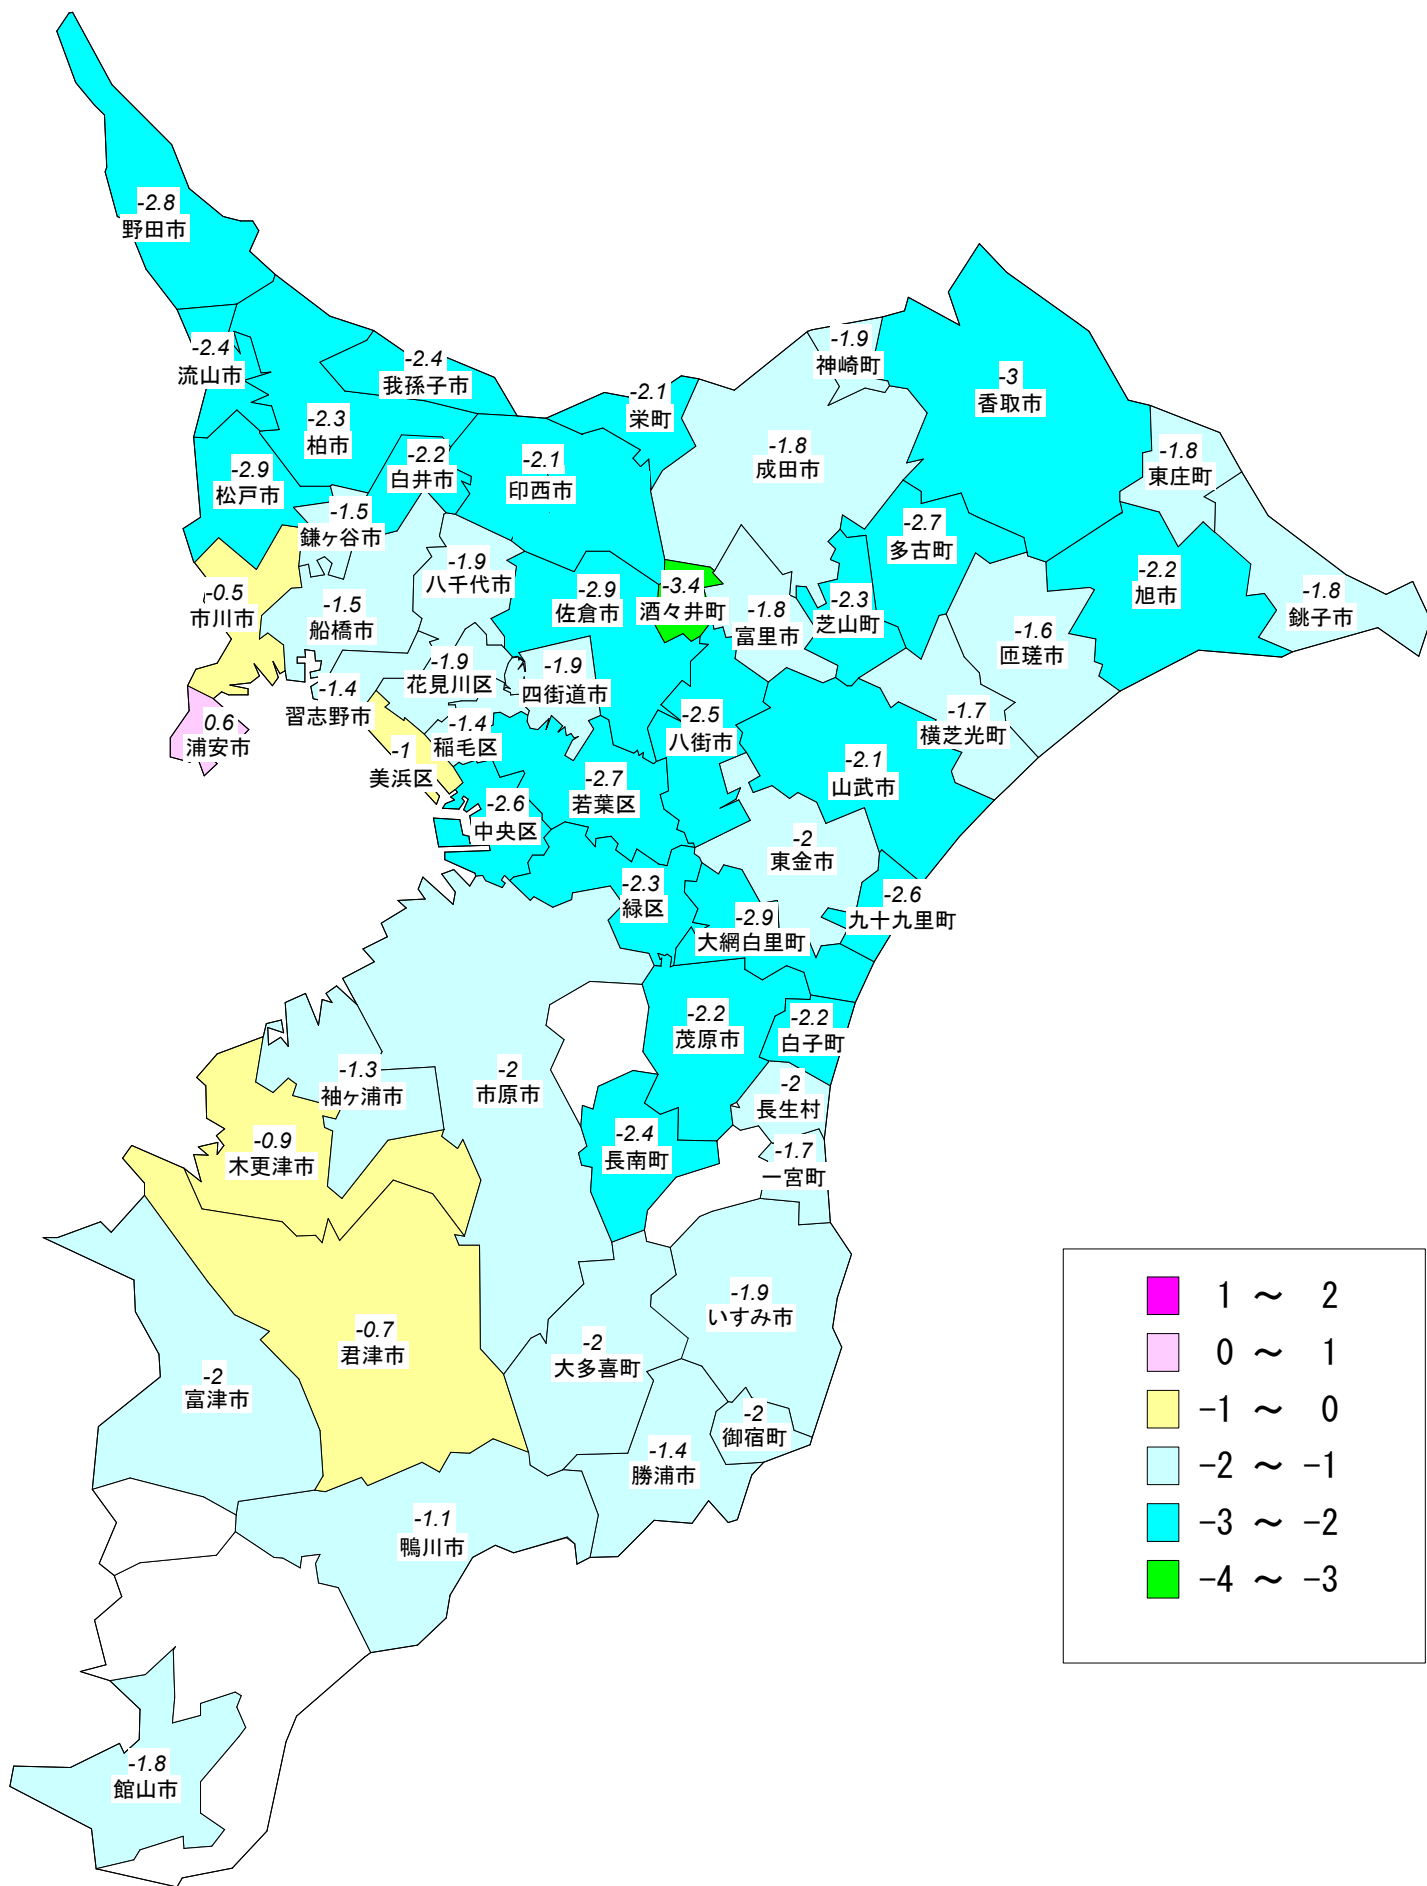 -2.8
野田市
-1.9
神崎町
-2.4
流山市
-2.4
我孫子市
-2.1
栄町
-3
香取市
-2.3
柏市
-2.2
白井市
-2.1
印西市
-1.8
成田市
-1.8
東庄町
-2.9
松戸市
-1.5
鎌ヶ谷市
-2.7
多古町
-1.9
八千代市
-2.9
佐倉市
-3.4
酒々井町
-2.2
旭市
-1.8
銚子市
-0.5
市川市
-1.5
船橋市
-1.8
富里市
-2.3
芝山町
-1.6
匝瑳市
-1.9
花見川区
-1.9
四街道市
-1.4
習志野市
-1.7
横芝光町
0.6
浦安市
-1.4
稲毛区
-2.5
八街市
-1
美浜区
-2.7
若葉区
-2.1
山武市
-2.6
中央区
-2
東金市
-2.3
緑区
-2.9
大網白里町
-2.6
九十九里町
-2.2
茂原市
-2.2
白子町
-1.3
袖ヶ浦市
-2
市原市
-2
長生村
-0.9
木更津市
-2.4
長南町
-1.7
一宮町
-1.9
いすみ市
-0.7
君津市
-2
大多喜町
-2
富津市
-2
御宿町
-1.4
勝浦市
-1.1
鴨川市
-1.8
館山市
1 ～ 2
0 ～ 1
-1 ～ 0
-2 ～ -1
-3 ～ -2
-4 ～ -3